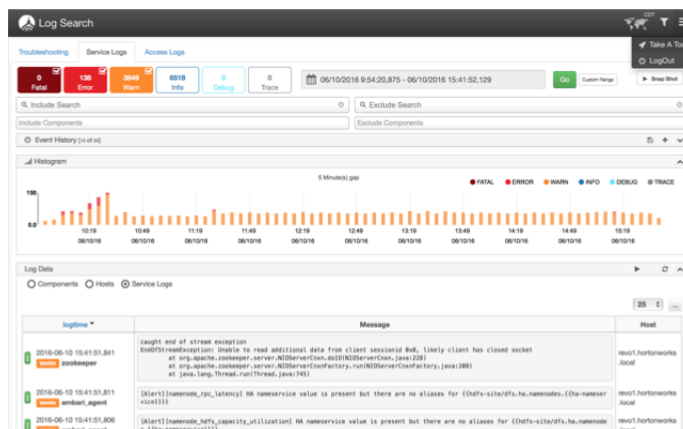 Log Search
CDT
Take A To
LogOut
Troubleshooting
Service Logs
Access Logs
0
Fatal
138
Error
3849
Warn
6518
Info
0
Debug
0
Trace
06/10/2016 9:54:20,875 - 06/10/2016 15:41:52,129
Go
Custom Range
Snap Shot
Include Search
Exclude Search
Include Components
Exclude Components
Event History
Histogram
5 Minute(s) gap
FATAL
ERROR
WARN
INFO
DEBUG
TRACE
150
0.0
10:19 10:49 11:19 11:49 12:19 12:49 13:19 13:49 14:19 14:49 15:19
06/10/16 06/10/16 06/10/16 06/10/16 06/10/16 06/10/16 06/10/16 06/10/16 06/10/16 06/10/16 06/10/16
Log Data
Components
Hosts
Service Logs
25
...
logtime
Message
Host
2016-06-10 15:41:51,841
WARN zookeeper
caught end of stream exception
EndOfStreamException: Unable to read additional data from client sessionid 0x0, likely client has closed socket
at org.apache.zookeeper.server.NIOServerCnxn.doIO(NIOServerCnxn.java:228)
at org.apache.zookeeper.server.NIOServerCnxnFactory.run(NIOServerCnxnFactory.java:208)
at java.lang.Thread.run(Thread.java:745)
revo1.hortonworks
.local
2016-06-10 15:41:51,811
WARN ambari_agent
[Alert][namenode_rpc_latency] HA nameservice value is present but there are no aliases for {{hdfs-site/dfs.ha.namenodes.{{ha-nameser
vice}}}}
revo1.hortonworks
.local
2016-06-10 15:41:51,806
[Alert][namenode_hdfs_capacity_utilization] HA nameservice value is present but there are no aliases for {{hdfs-site/dfs.ha.namenode
revo1.hortonworks